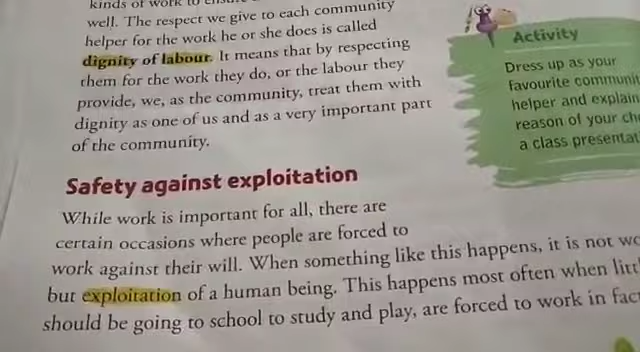 kinds of work to ensure
well. The respect we give to each community
helper for the work he or she does is called
dignity of labour. It means that by respecting
them for the work they do, or the labour they
provide, we, as the community, treat them with
dignity as one of us and as a very important part
of the community.
Activity
Dress up as your
favourite
helper and explain
reason of your
a class
Safety against exploitation
While work is important for all, there are
certain occasions where people are forced to
work against their will. When something like this happens, it is not
but exploitation of a human being. This happens most often when
should be going to school to study and play, are forced to work in